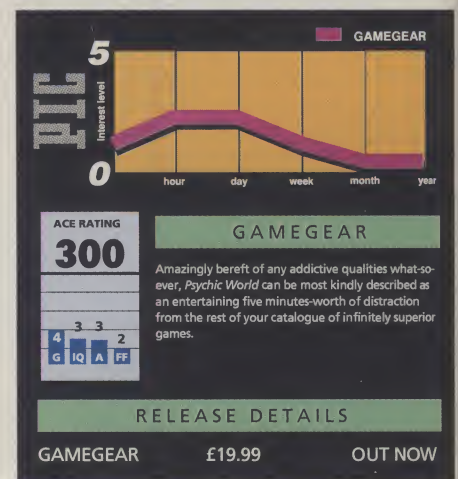 GAMEGEAR
5
PIC
Interest level
0
hour day week month year
ACE RATING
300
4 3 3 2
G IQ A FF
GAMEGEAR
Amazingly bereft of any addictive qualities what-so-
ever, Psychic World can be most kindly described as
an entertaining five minutes-worth of distraction
from the rest of your catalogue of infinitely superior
games.
RELEASE DETAILS
GAMEGEAR £19.99 OUT NOW